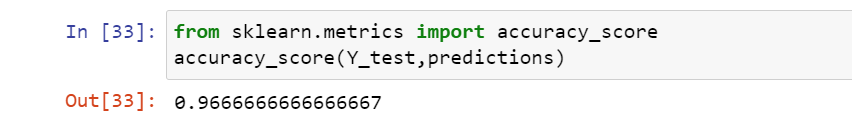 In [33]: from sklearn.metrics import accuracy_score
accuracy_score(Y_test,predictions)
Out[33]: 0.9666666666666667